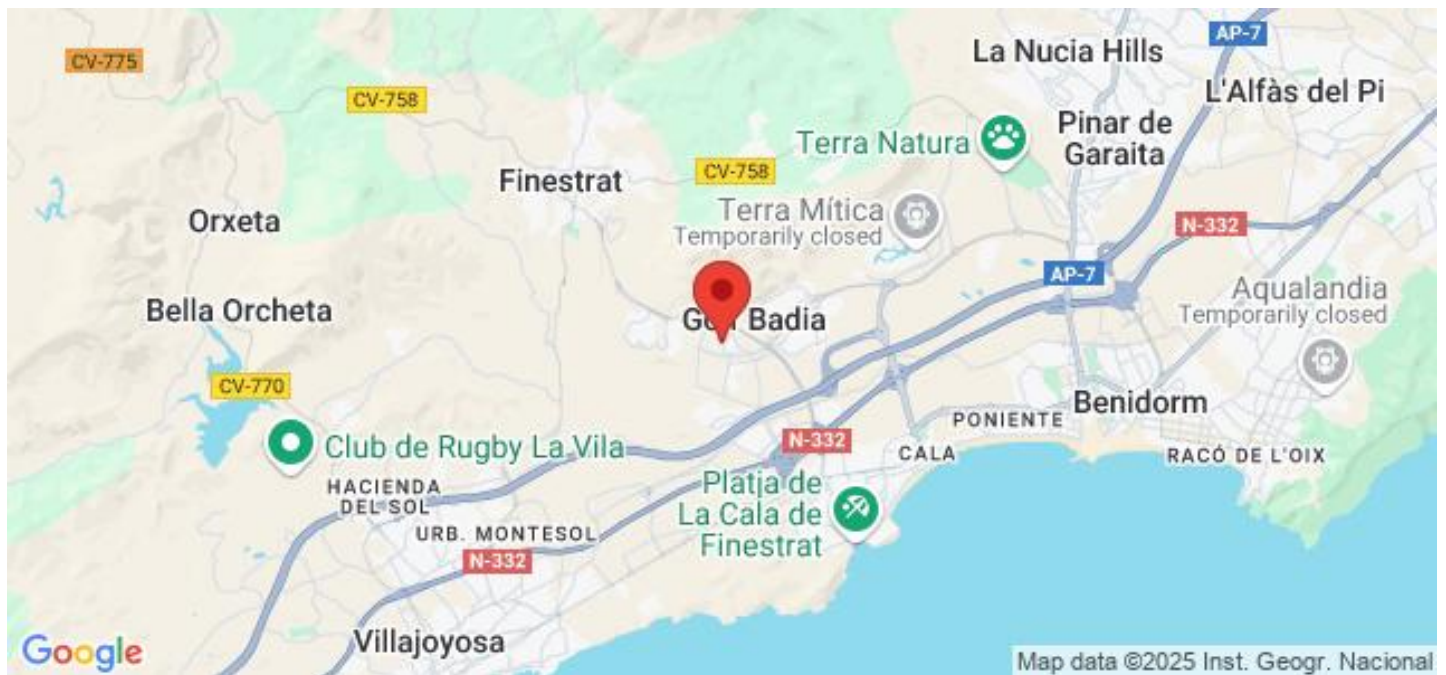 AP-7
La Nucia Hills
CV-775
L'Alfàs del Pi
CV-758
Pinar de
Garaita
Terra Natura
CV-758
Finestrat
Terra Mítica
Temporarily closed
Orxeta
N-332
AP-7
Aqualandia
Temporarily closed
Bella Orcheta
Golf Badia
CV-770
Benidorm
PONIENTE
N-332
CALA
RACÓ DE L'OIX
Club de Rugby La Vila
HACIENDA
DEL SOL
Platja de
La Cala de
Finestrat
URB. MONTESOL
N-332
Villajoyosa
Google
Map data ©2025 Inst. Geogr. Nacional